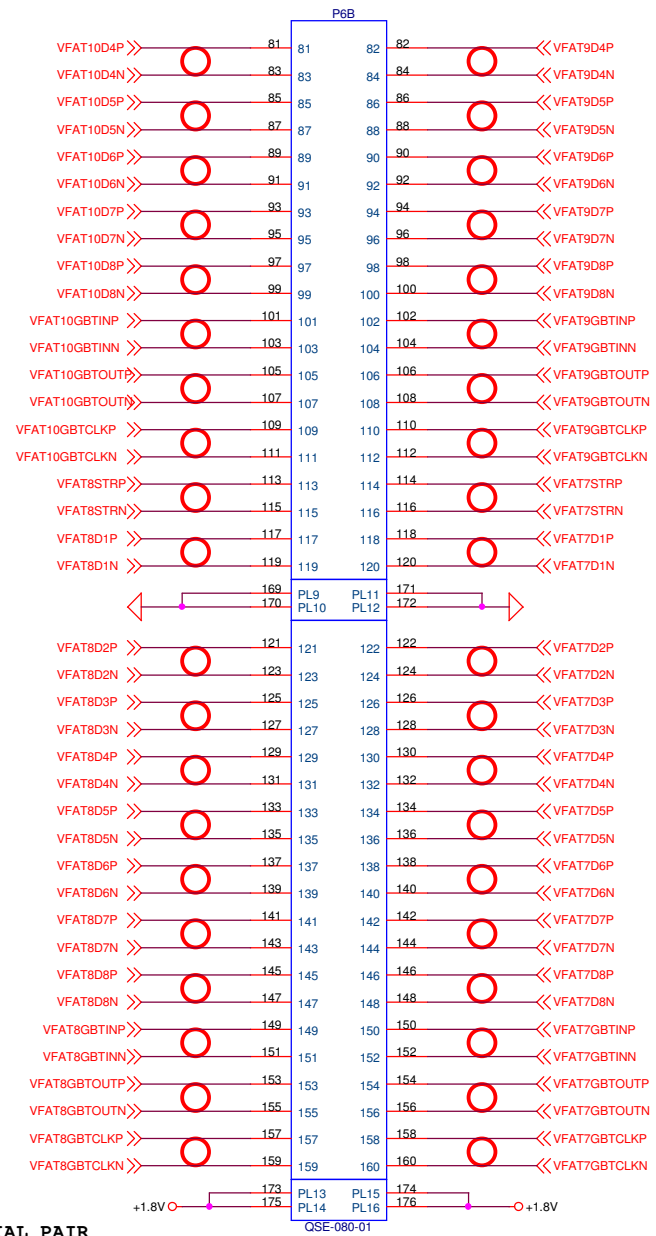 P6B
VFAT10D4P 81 81 82 82 VFAT9D4P
VFAT10D4N 83 83 84 84 VFAT9D4N
VFAT10D5P 85 85 86 86 VFAT9D5P
VFAT10D5N 87 87 88 88 VFAT9D5N
VFAT10D6P 89 89 90 90 VFAT9D6P
VFAT10D6N 91 91 92 92 VFAT9D6N
VFAT10D7P 93 93 94 94 VFAT9D7P
VFAT10D7N 95 95 96 96 VFAT9D7N
VFAT10D8P 97 97 98 98 VFAT9D8P
VFAT10D8N 99 99 100 100 VFAT9D8N
VFAT10GBTINP 101 101 102 102 VFAT9GBTINP
VFAT10GBTINN 103 103 104 104 VFAT9GBTINN
VFAT10GBTOUTP 105 105 106 106 VFAT9GBTOUTP
VFAT10GBTOUTN 107 107 108 108 VFAT9GBTOUTN
VFAT10GBTCLKP 109 109 110 110 VFAT9GBTCLKP
VFAT10GBTCLKN 111 111 112 112 VFAT9GBTCLKN
VFAT8STRP 113 113 114 114 VFAT7STRP
VFAT8STRN 115 115 116 116 VFAT7STRN
VFAT8D1P 117 117 118 118 VFAT7D1P
VFAT8D1N 119 119 120 120 VFAT7D1N
169 PL9 PL11 171
170 PL10 PL12 172
VFAT8D2P 121 121 122 122 VFAT7D2P
VFAT8D2N 123 123 124 124 VFAT7D2N
VFAT8D3P 125 125 126 126 VFAT7D3P
VFAT8D3N 127 127 128 128 VFAT7D3N
VFAT8D4P 129 129 130 130 VFAT7D4P
VFAT8D4N 131 131 132 132 VFAT7D4N
VFAT8D5P 133 133 134 134 VFAT7D5P
VFAT8D5N 135 135 136 136 VFAT7D5N
VFAT8D6P 137 137 138 138 VFAT7D6P
VFAT8D6N 139 139 140 140 VFAT7D6N
VFAT8D7P 141 141 142 142 VFAT7D7P
VFAT8D7N 143 143 144 144 VFAT7D7N
VFAT8D8P 145 145 146 146 VFAT7D8P
VFAT8D8N 147 147 148 148 VFAT7D8N
VFAT8GBTINP 149 149 150 150 VFAT7GBTINP
VFAT8GBTINN 151 151 152 152 VFAT7GBTINN
VFAT8GBTOUTP 153 153 154 154 VFAT7GBTOUTP
VFAT8GBTOUTN 155 155 156 156 VFAT7GBTOUTN
VFAT8GBTCLKP 157 157 158 158 VFAT7GBTCLKP
VFAT8GBTCLKN 159 159 160 160 VFAT7GBTCLKN
173 PL13 PL15 174
+1.8V 175 PL14 PL16 176 +1.8V
QSE-080-01
PAIR